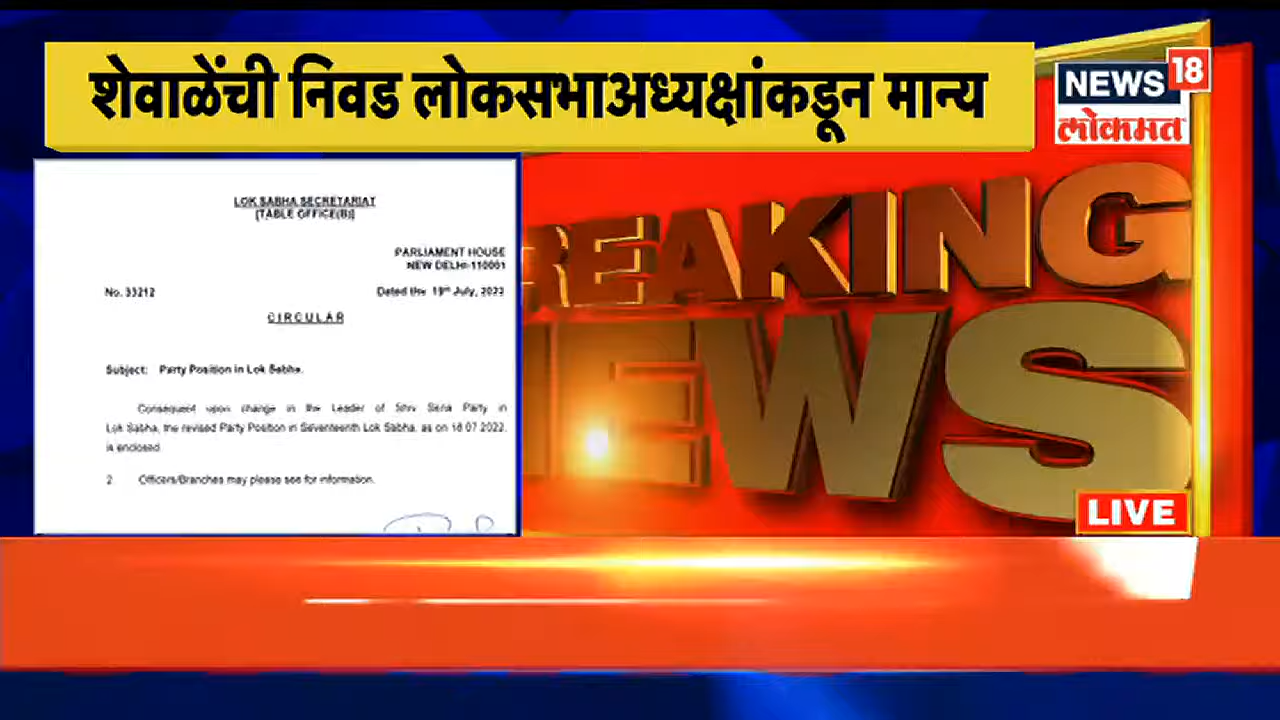 शेवाळेंची निवड लोकसभाअध्यक्षांकडून मान्य
NEWS 18
लोकमत
LOK SABHA SECRETARIAT
[TABLE OFFICE(B)]
PARLIAMENT HOUSE
NEW DELHI-110001
No. 33212
Dated the 19th July, 2022
CIRCULAR
Subject: Party Position in Lok Sabha.
Consequent upon change in the Leader of Shiv Sena Party in
Lok Sabha, the revised Party Position in Seventeenth Lok Sabha, as on 18.07.2022,
is enclosed.
2. Officers/Branches may please see for information.
BREAKING
NEWS
LIVE